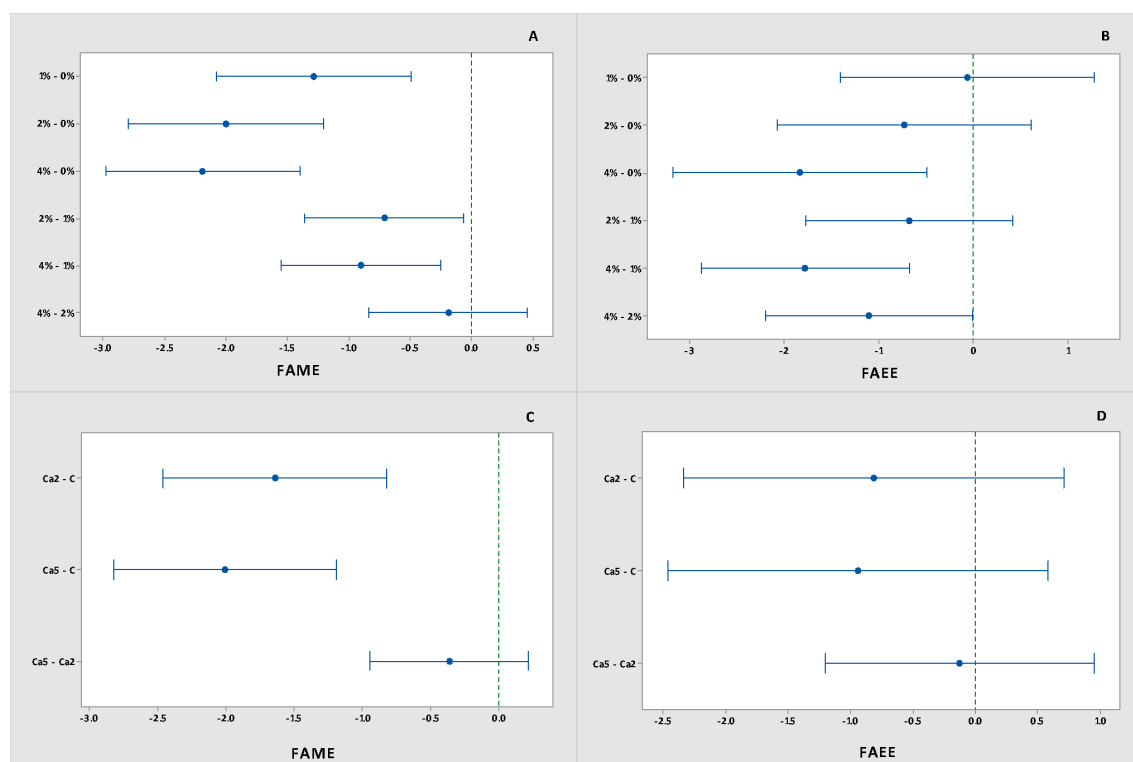 A
1% - 0%
2% - 0%
4% - 0%
2% - 1%
4% - 1%
4% - 2%
-3.0 -2.5 -2.0 -1.5 -1.0 -0.5 0.0 0.5
FAME
B
1% - 0%
2% - 0%
4% - 0%
2% - 1%
4% - 1%
4% - 2%
-3 -2 -1 0 1
FAEE
C
Ca2 - C
Ca5 - C
Ca5 - Ca2
-3.0 -2.5 -2.0 -1.5 -1.0 -0.5 0.0
FAME
D
Ca2 - C
Ca5 - C
Ca5 - Ca2
-2.5 -2.0 -1.5 -1.0 -0.5 0.0 0.5 1.0
FAEE